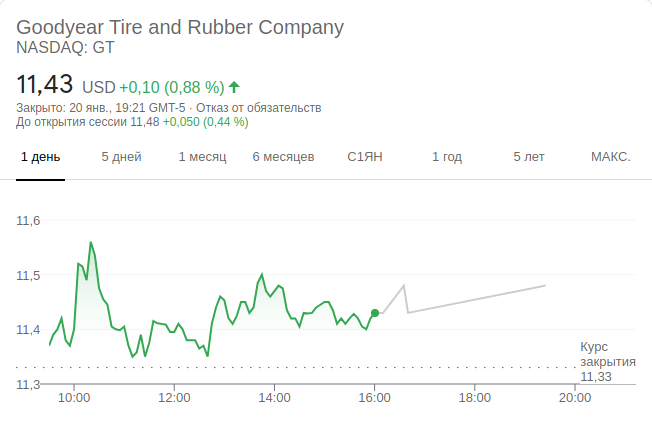 Goodyear Tire and Rubber Company
NASDAQ: GT
11,43 USD +0,10 (0,88 %)
Закрыто: 20 янв., 19:21 GMT-5 · Отказ от обязательств
До открытия сессии 11,48 +0,050 (0,44 %)
1 день 5 дней 1 месяц 6 месяцев С1ЯН 1 год 5 лет МАКС.
11,6
11,5
11,4
Курс
закрытия
11,33
11,3
10:00 12:00 14:00 16:00 18:00 20:00